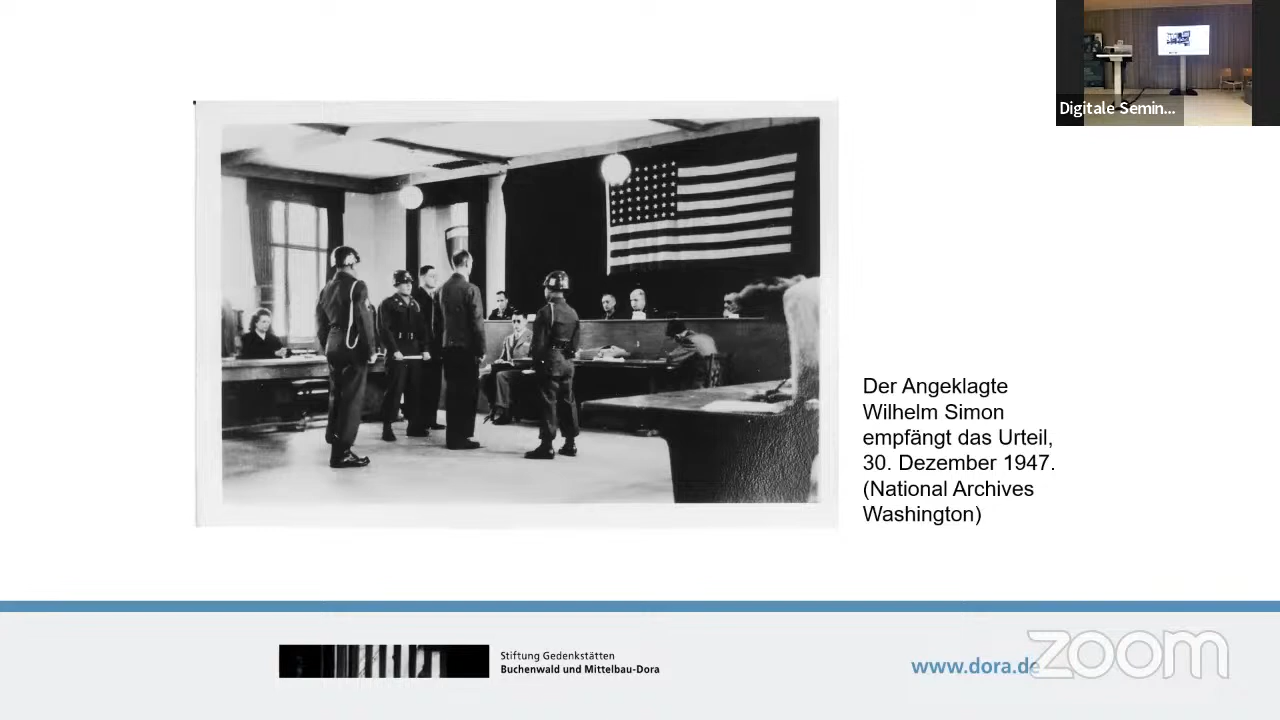 Digitale Semin...
Der Angeklagte
Wilhelm Simon
empfängt das Urteil,
30. Dezember 1947.
(National Archives
Washington)
Stiftung Gedenkstätten
Buchenwald und Mittelbau-Dora
www.dora.de
zoom